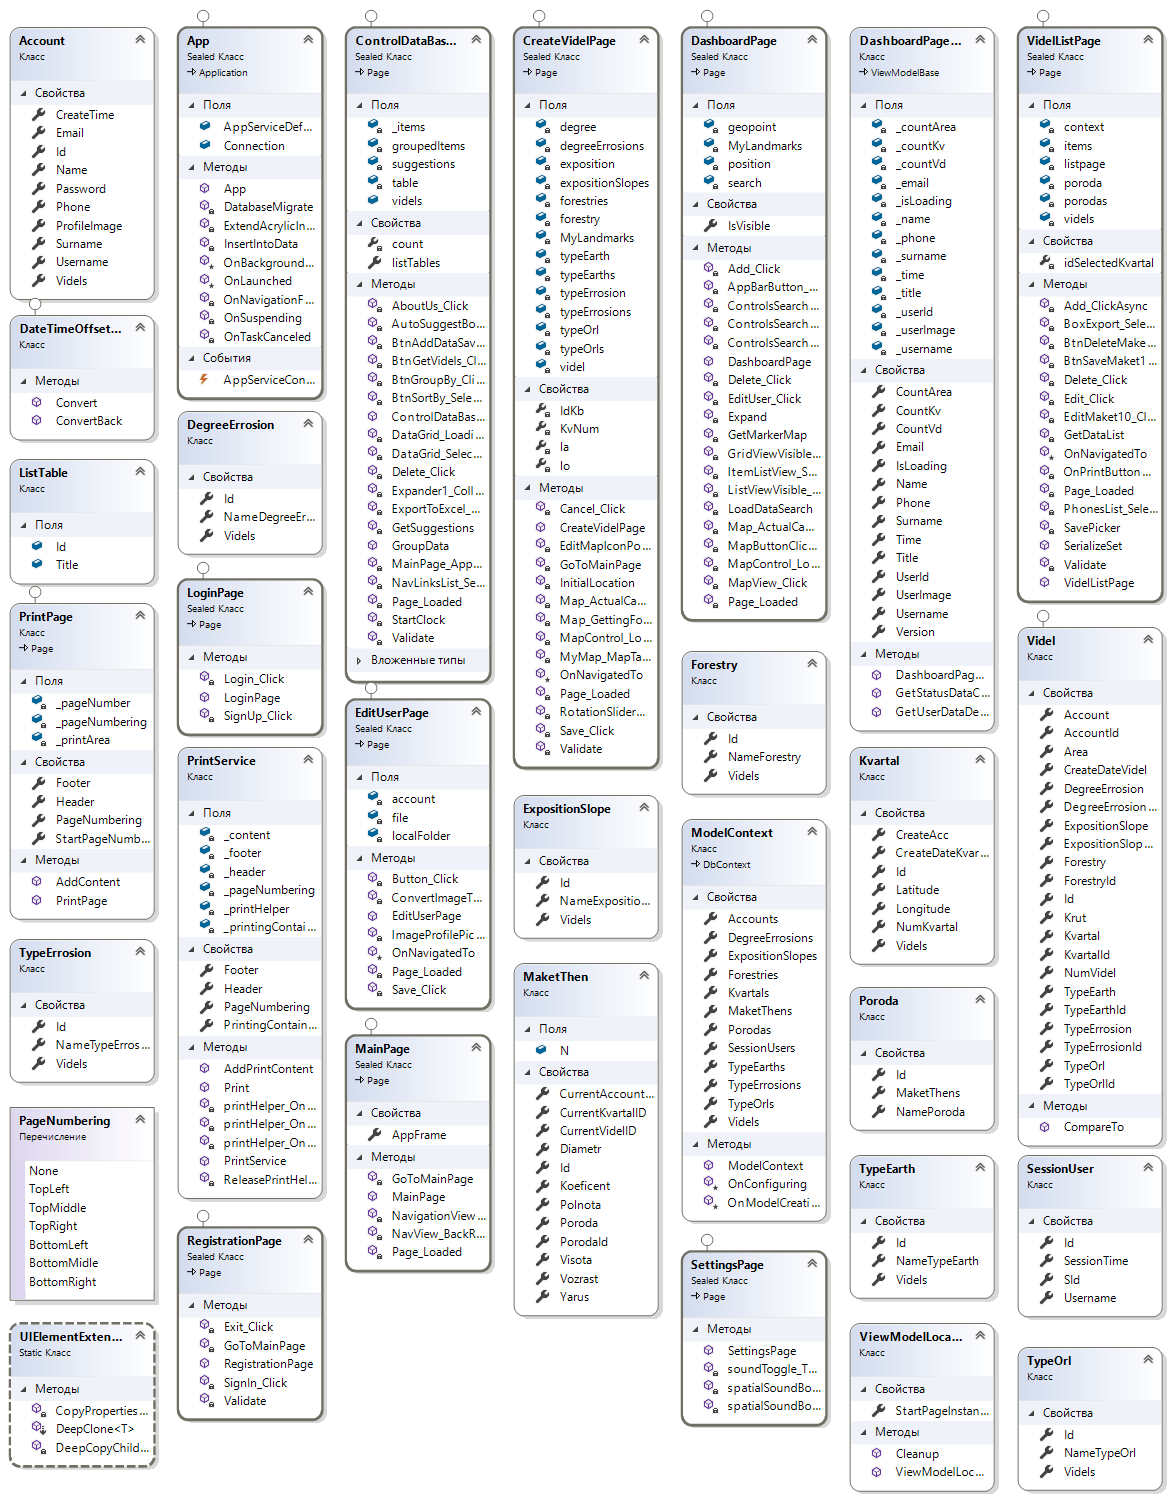 Account
Класс
Свойства
CreateTime
Email
Id
Name
Password
Phone
ProfileImage
Surname
Username
Videls
DateTimeOffset...
Класс
Методы
Convert
ConvertBack
ListTable
Класс
Поля
Id
Title
PrintPage
Класс
Page
Поля
_pageNumber
_pageNumbering
_printArea
Свойства
Footer
Header
PageNumbering
StartPageNumb...
Методы
AddContent
PrintPage
TypeErrosion
Класс
Свойства
Id
NameTypeErros...
Videls
PageNumbering
Перечисление
None
TopLeft
TopMiddle
TopRight
BottomLeft
BottomMidle
BottomRight
UIElementExten...
Static Класс
Методы
CopyProperties...
DeepClone<T>
DeepCopyChild...
App
Sealed Класс
Application
Поля
AppServiceDef...
Connection
Методы
App
DatabaseMigrate
ExtendAcrylicIn...
InsertIntoData
OnBackground...
OnLaunched
OnNavigationF...
OnSuspending
OnTaskCanceled
События
AppServiceCon...
DegreeErrosion
Класс
Свойства
Id
NameDegreeEr...
Videls
LoginPage
Sealed Класс
Page
Методы
Login_Click
LoginPage
SignUp_Click
PrintService
Класс
Поля
_content
_footer
_header
_pageNumbering
_printHelper
_printingContai...
Свойства
Footer
Header
PageNumbering
PrintingContain...
Методы
AddPrintContent
Print
printHelper_On...
printHelper_On...
printHelper_On...
PrintService
ReleasePrintHel...
RegistrationPage
Sealed Класс
Page
Методы
Exit_Click
GoToMainPage
RegistrationPage
SignIn_Click
Validate
ControlDataBas...
Sealed Класс
Page
Поля
_items
groupedItems
suggestions
table
videls
Свойства
count
listTables
Методы
AboutUs_Click
AutoSuggestBo...
BtnAddDataSav...
BtnGetVidels_Cl...
BtnGroupBy_Cli...
BtnSortBy_Sele...
ControlDataBas...
DataGrid_Loadi...
DataGrid_Selec...
Delete_Click
Expander1_Coll...
ExportToExcel_...
GetSuggestions
GroupData
MainPage_App...
NavLinksList_Se...
Page_Loaded
StartClock
Validate
Вложенные типы
EditUserPage
Sealed Класс
Page
Поля
account
file
localFolder
Методы
Button_Click
ConvertImageT...
EditUserPage
ImageProfilePic...
OnNavigatedTo
Page_Loaded
Save_Click
MainPage
Sealed Класс
Page
Свойства
AppFrame
Методы
GoToMainPage
MainPage
NavigationView...
NavView_BackR...
Page_Loaded
CreateVidelPage
Sealed Класс
Page
Поля
degree
degreeErrosions
exposition
expositionSlopes
forestries
forestry
MyLandmarks
typeEarth
typeEarths
typeErrosion
typeErrosions
typeOrl
typeOrls
videl
Свойства
IdKb
KvNum
la
lo
Методы
Cancel_Click
CreateVidelPage
EditMapIconPo...
GoToMainPage
InitialLocation
Map_ActualCa...
Map_GettingFo...
MapControl_Lo...
MyMap_MapTa...
OnNavigatedTo
Page_Loaded
RotationSlider...
Save_Click
Validate
ExpositionSlope
Класс
Свойства
Id
NameExpositio...
Videls
MaketThen
Класс
Поля
N
Свойства
CurrentAccount...
CurrentKvartalID
CurrentVidelID
Diametr
Id
Koeficent
Polnota
Poroda
PorodaId
Visota
Vozrast
Yarus
DashboardPage
Sealed Класс
Page
Поля
geopoint
MyLandmarks
position
search
Свойства
IsVisible
Методы
Add_Click
AppBarButton_...
ControlsSearch...
ControlsSearch...
ControlsSearch...
DashboardPage
Delete_Click
EditUser_Click
Expand
GetMarkerMap
GridViewVisible...
ItemListView_S...
ListViewVisible_...
LoadDataSearch
Map_ActualCa...
MapButtonClic...
MapControl_Lo...
MapView_Click
Page_Loaded
Forestry
Класс
Свойства
Id
NameForestry
Videls
ModelContext
Класс
DbContext
Свойства
Accounts
DegreeErrosions
ExpositionSlopes
Forestries
Kvartals
MaketThens
Porodas
SessionUsers
TypeEarths
TypeErrosions
TypeOrls
Videls
Методы
ModelContext
OnConfiguring
OnModelCreati...
SettingsPage
Sealed Класс
Page
Методы
SettingsPage
soundToggle_T...
spatialSoundBo...
spatialSoundBo...
DashboardPage...
Класс
ViewModelBase
Поля
_countArea
_countKv
_countVd
_email
_isLoading
_name
_phone
_surname
_time
_title
_userId
_userImage
_username
Свойства
CountArea
CountKv
CountVd
Email
IsLoading
Name
Phone
Surname
Time
Title
UserId
UserImage
Username
Version
Методы
DashboardPag...
GetStatusDataC...
GetUserDataDe...
Kvartal
Класс
Свойства
CreateAcc
CreateDateKvar...
Id
Latitude
Longitude
NumKvartal
Videls
Poroda
Класс
Свойства
Id
MaketThens
NamePoroda
TypeEarth
Класс
Свойства
Id
NameTypeEarth
Videls
ViewModelLoca...
Класс
Свойства
StartPageInstan...
Методы
Cleanup
ViewModelLoc...
VidelListPage
Sealed Класс
Page
Поля
context
items
listpage
poroda
porodas
videls
Свойства
idSelectedKvartal
Методы
Add_ClickAsync
BoxExport_Sele...
BtnDeleteMake...
BtnSaveMaket1...
Delete_Click
Edit_Click
EditMaket10_Cl...
GetDataList
OnNavigatedTo
OnPrintButton...
Page_Loaded
PhonesList_Sele...
SavePicker
SerializeSet
Validate
VidelListPage
Videl
Класс
Свойства
Account
AccountId
Area
CreateDateVidel
DegreeErrosion
DegreeErrosion...
ExpositionSlope
ExpositionSlop...
Forestry
ForestryId
Id
Krut
Kvartal
KvartalId
NumVidel
TypeEarth
TypeEarthId
TypeErrosion
TypeErrosionId
TypeOrl
TypeOrlId
Методы
CompareTo
SessionUser
Класс
Свойства
Id
SessionTime
SId
Username
TypeOrl
Класс
Свойства
Id
NameTypeOrl
Videls